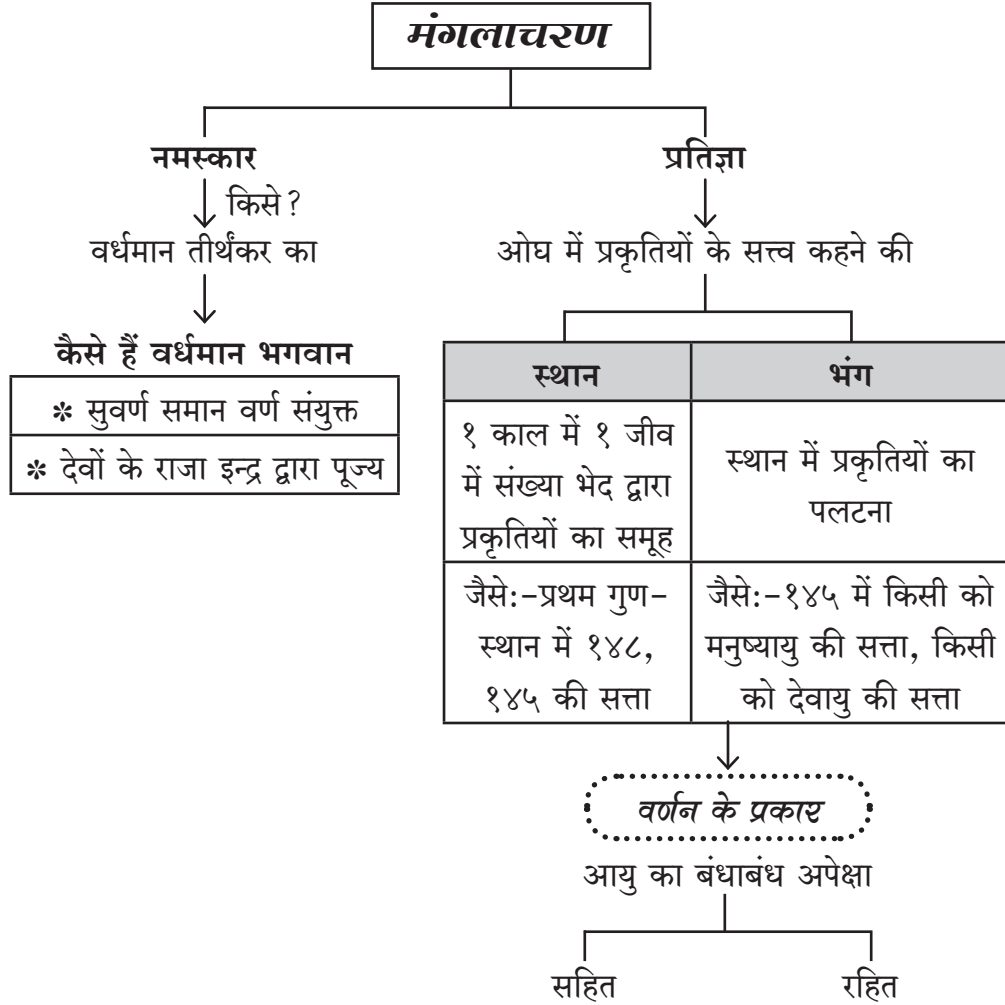 मंगलाचरण
नमस्कार
किसे?
वर्धमान तीर्थंकर का
कैसे हैं वर्धमान भगवान
* सुवर्ण समान वर्ण संयुक्त
* देवों के राजा इन्द्र द्वारा पूज्य
प्रतिज्ञा
ओघ में प्रकृतियों के सत्त्व कहने की
स्थान
भंग
१ काल में १ जीव
में संख्या भेद द्वारा
प्रकृतियों का समूह
स्थान में प्रकृतियों का
पलटना
जैसे:-प्रथम गुण-
स्थान में १४८,
१४५ की सत्ता
जैसे:-१४५ में किसी को
मनुष्यायु की सत्ता, किसी
को देवायु की सत्ता
वर्णन के प्रकार
आयु का बंधाबंध अपेक्षा
सहित
रहित